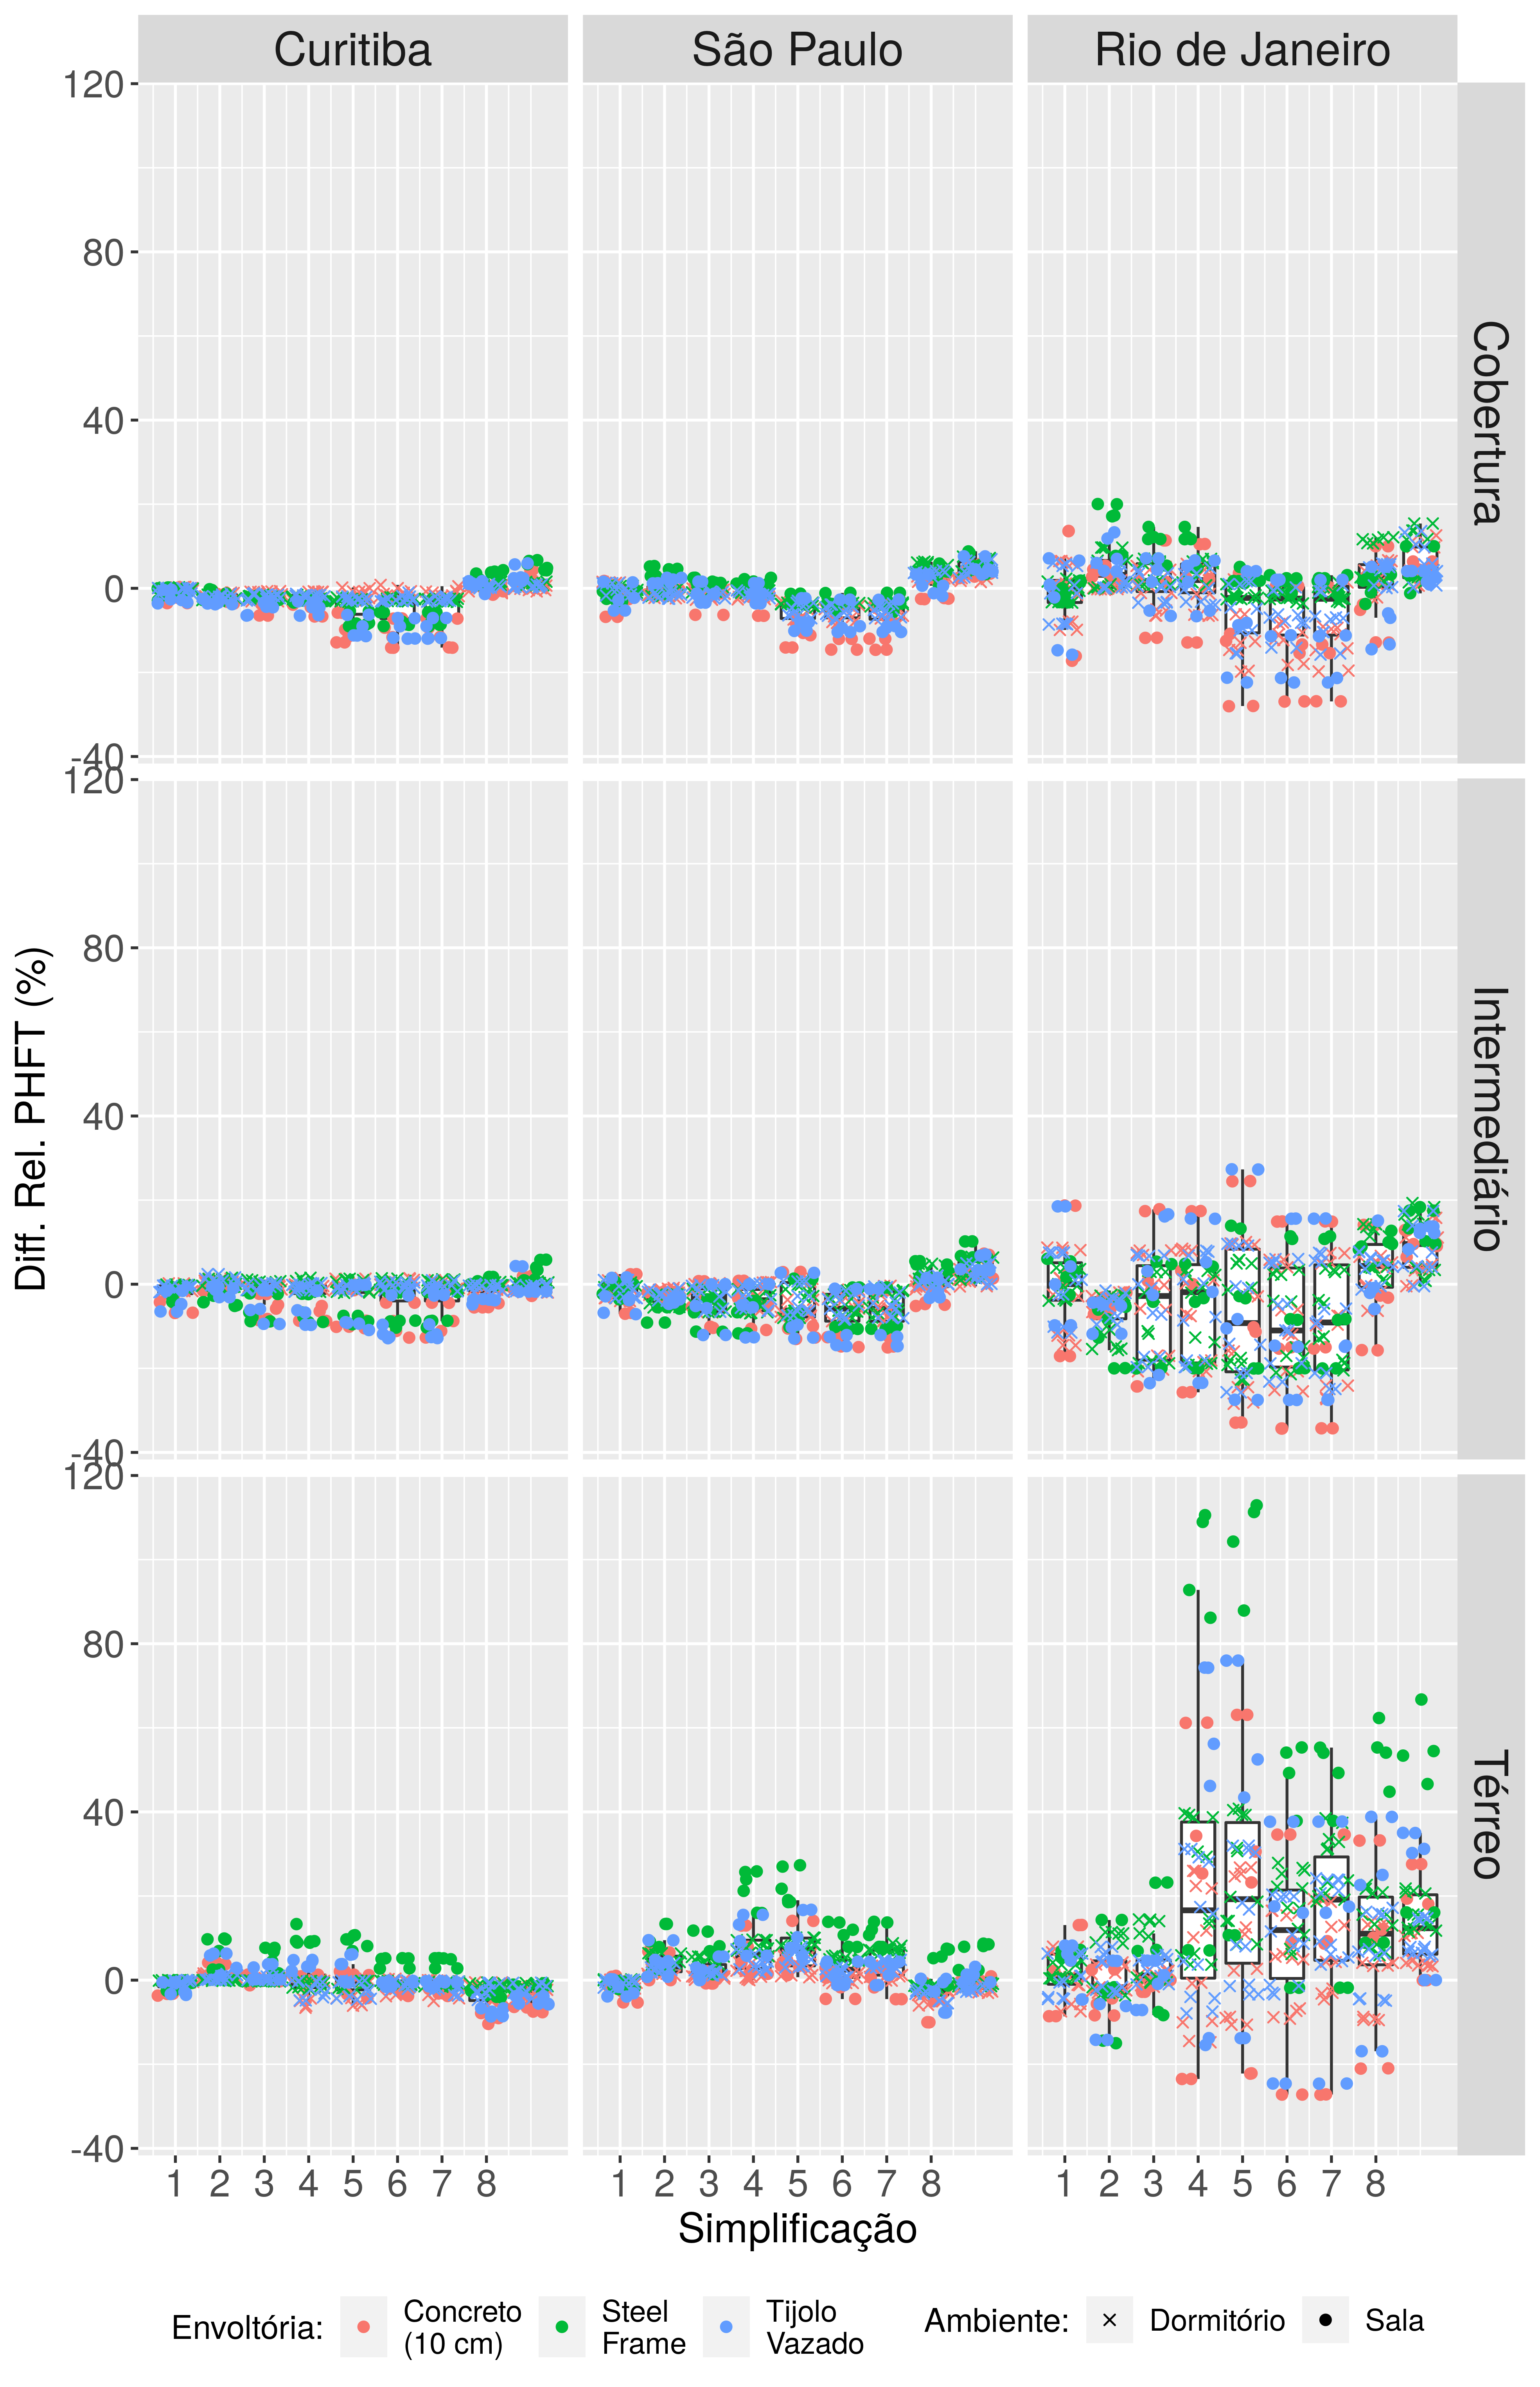 Curitiba
São Paulo
Rio de Janeiro
120
80
40
0
-40
Cobertura
Diff. Rel. PHFT (%)
120
80
40
0
-40
Intermediário
120
80
40
0
-40
Térreo
1 2 3 4 5 6 7 8
1 2 3 4 5 6 7 8
1 2 3 4 5 6 7 8
Simplificação
Envoltória:
Concreto
(10 cm)
Steel
Frame
Tijolo
Vazado
Ambiente:
Dormitório
Sala